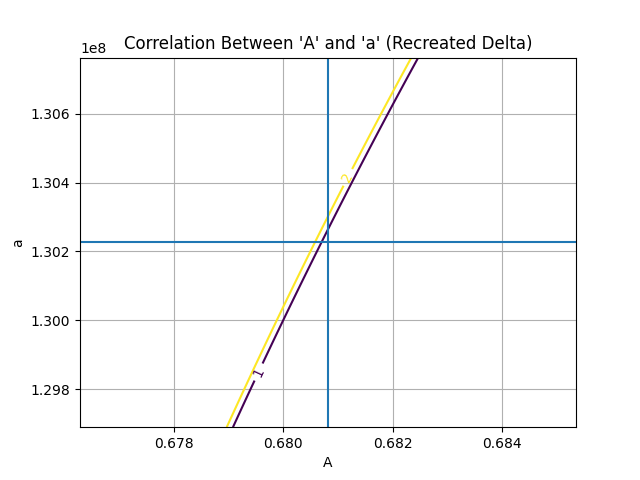 Correlation Between 'A' and 'a' (Recreated Delta)
1e8
1.306
1.304
1.302
1.300
1.298
a
2
1
0.678 0.680 0.682 0.684
A